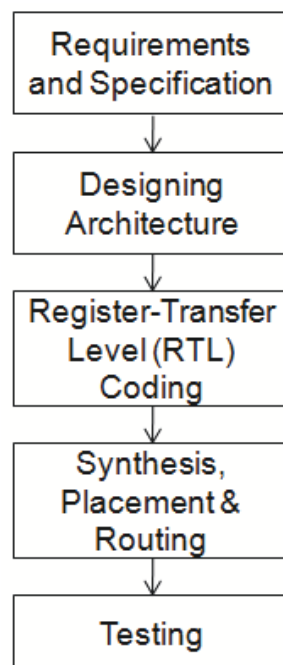 Requirements
and Specification
Designing
Architecture
Register-Transfer
Level (RTL)
Coding
Synthesis,
Placement &
Routing
Testing